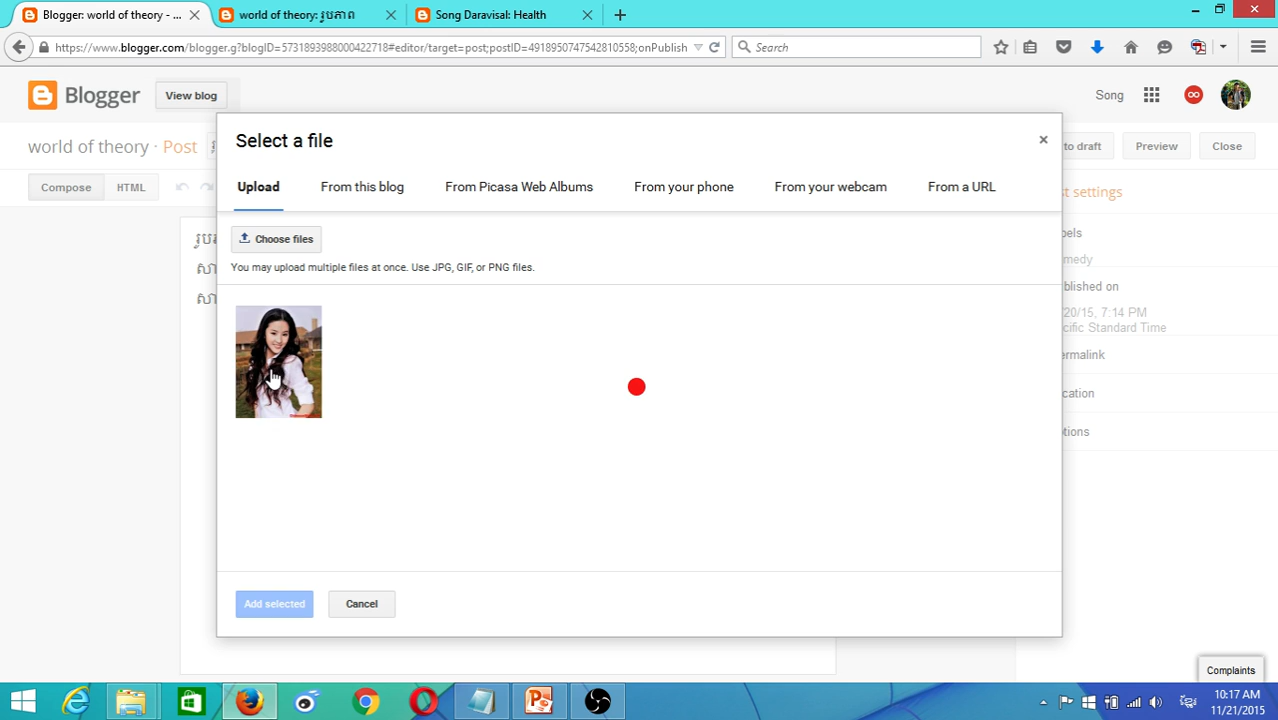 Blogger: world of theory - ...
world of theory: រូបភាព
Song Daravisal: Health
https://www.blogger.com/blogger.g?blogID=5731893988000422718#editor/target=post;postID=4918950747542810558;onPublish
Search
Blogger
View blog
Song
world of theory · Post
to draft
Preview
Close
Compose
HTML
Select a file
Upload
From this blog
From Picasa Web Albums
From your phone
From your webcam
From a URL
Choose files
You may upload multiple files at once. Use JPG, GIF, or PNG files.
Add selected
Cancel
st settings
bels
medy
blished on
/20/15, 7:14 PM
cific Standard Time
ermalink
cation
tions
Complaints
10:17 AM
11/21/2015